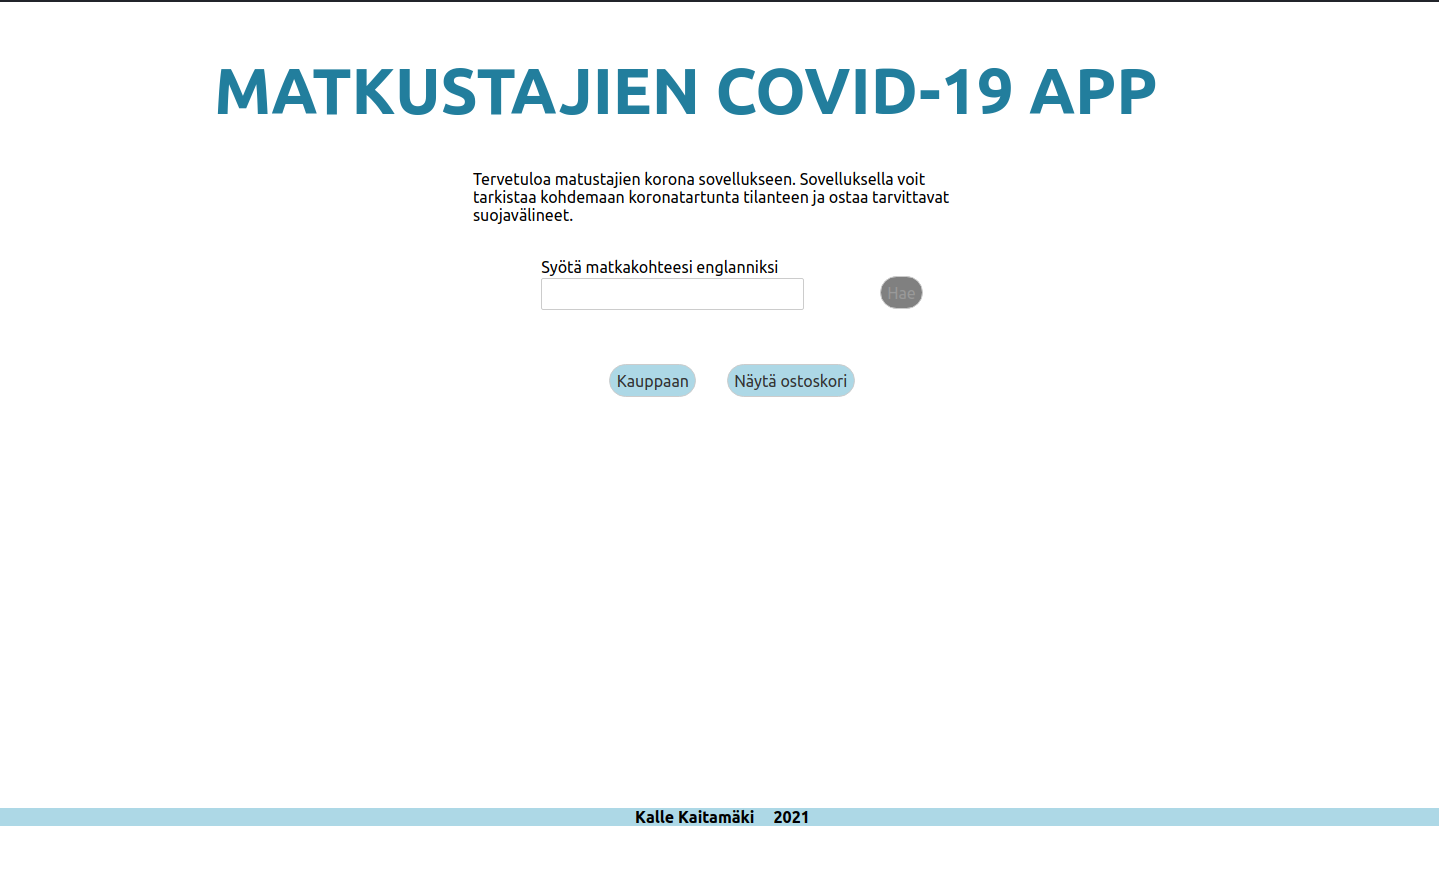 MATKUSTAJIEN COVID-19 APP
Tervetuloa matustajien korona sovellukseen. Sovelluksella voit
tarkistaa kohdemaan koronatartunta tilanteen ja ostaa tarvittavat
suojavälineet.
Syötä matkakohteesi englanniksi
Hae
Kauppaan Näytä ostoskori
Kalle Kaitamäki 2021